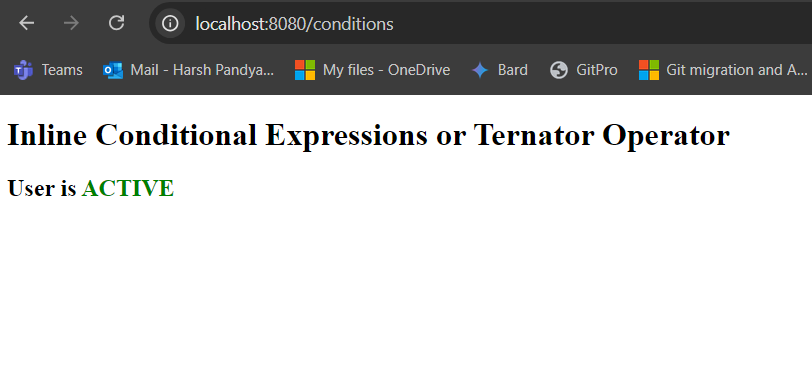 localhost:8080/conditions
Teams Mail - Harsh Pandya... My files - OneDrive Bard GitPro Git migration and A...
Inline Conditional Expressions or Ternator Operator
User is ACTIVE